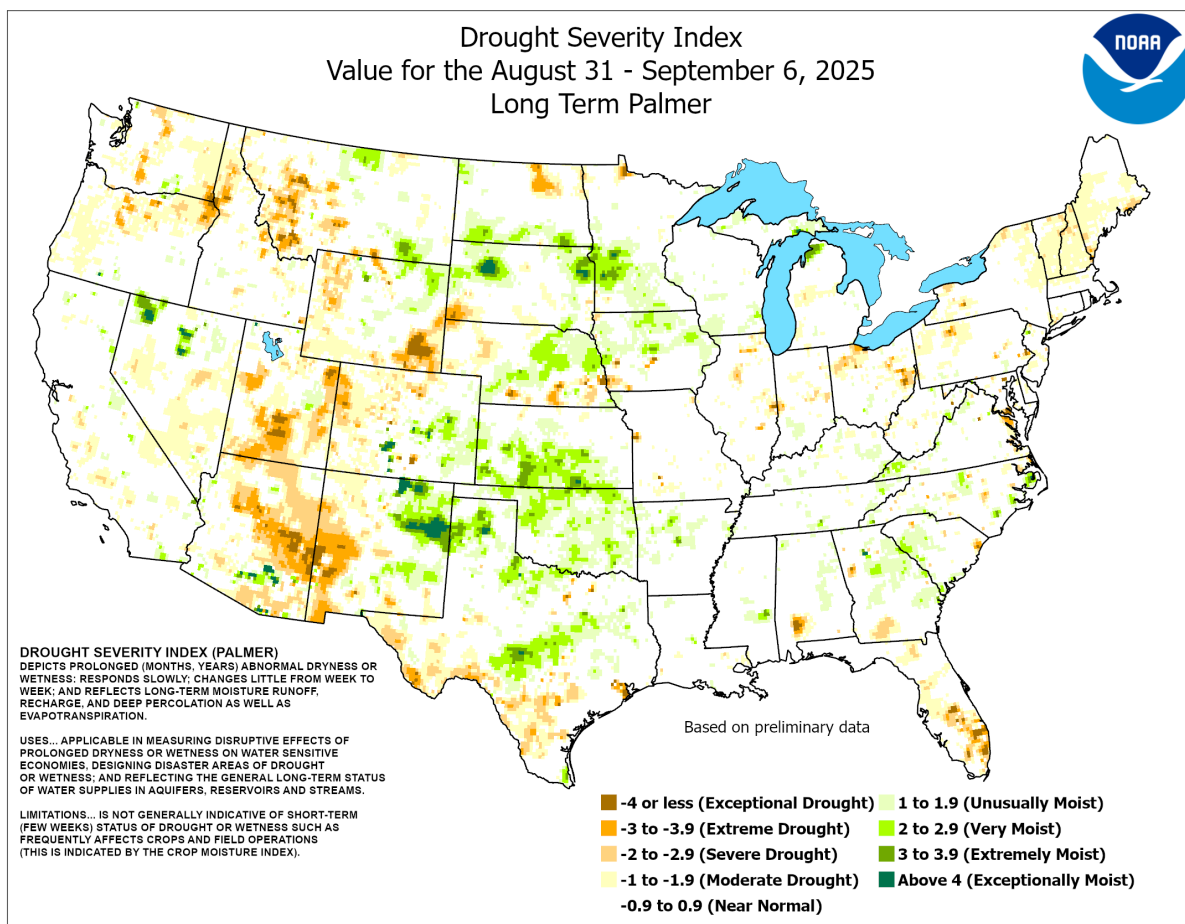 Drought Severity Index
Value for the August 31 - September 6, 2025
Long Term Palmer
NOAA
DROUGHT SEVERITY INDEX (PALMER)
DEPICTS PROLONGED (MONTHS, YEARS) ABNORMAL DRYNESS OR
WETNESS: RESPONDS SLOWLY; CHANGES LITTLE FROM WEEK TO
WEEK; AND REFLECTS LONG-TERM MOISTURE RUNOFF,
RECHARGE, AND DEEP PERCOLATION AS WELL AS
EVAPOTRANSPIRATION.
USES... APPLICABLE IN MEASURING DISRUPTIVE EFFECTS OF
PROLONGED DRYNESS OR WETNESS ON WATER SENSITIVE
ECONOMIES, DESIGNING DISASTER AREAS OF DROUGHT
OR WETNESS; AND REFLECTING THE GENERAL LONG-TERM STATUS
OF WATER SUPPLIES IN AQUIFERS, RESERVOIRS AND STREAMS.
LIMITATIONS... IS NOT GENERALLY INDICATIVE OF SHORT-TERM
(FEW WEEKS) STATUS OF DROUGHT OR WETNESS SUCH AS
FREQUENTLY AFFECTS CROPS AND FIELD OPERATIONS
(THIS IS INDICATED BY THE CROP MOISTURE INDEX).
Based on preliminary data
-4 or less (Exceptional Drought)
-3 to -3.9 (Extreme Drought)
-2 to -2.9 (Severe Drought)
-1 to -1.9 (Moderate Drought)
-0.9 to 0.9 (Near Normal)
1 to 1.9 (Unusually Moist)
2 to 2.9 (Very Moist)
3 to 3.9 (Extremely Moist)
Above 4 (Exceptionally Moist)